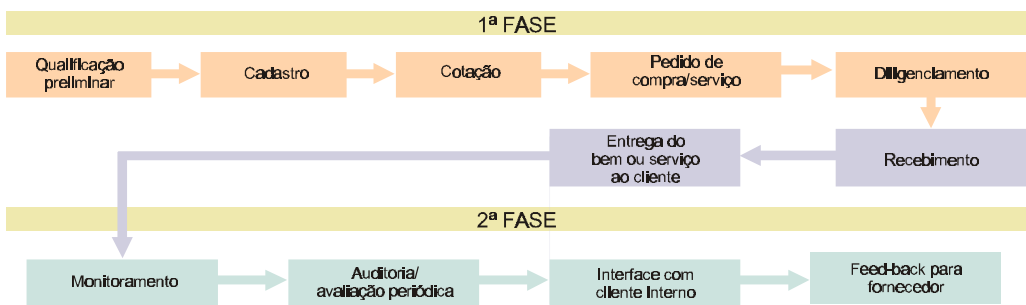 1ª FASE
Qualificação
preliminar
Cadastro
Cotação
Pedido de
compra/serviço
Diligenciamento
Entrega do
bem ou serviço
ao cliente
Recebimento
2ª FASE
Monitoramento
Auditoria/
avaliação periódica
Interface com
cliente Interno
Feed-back para
fornecedor